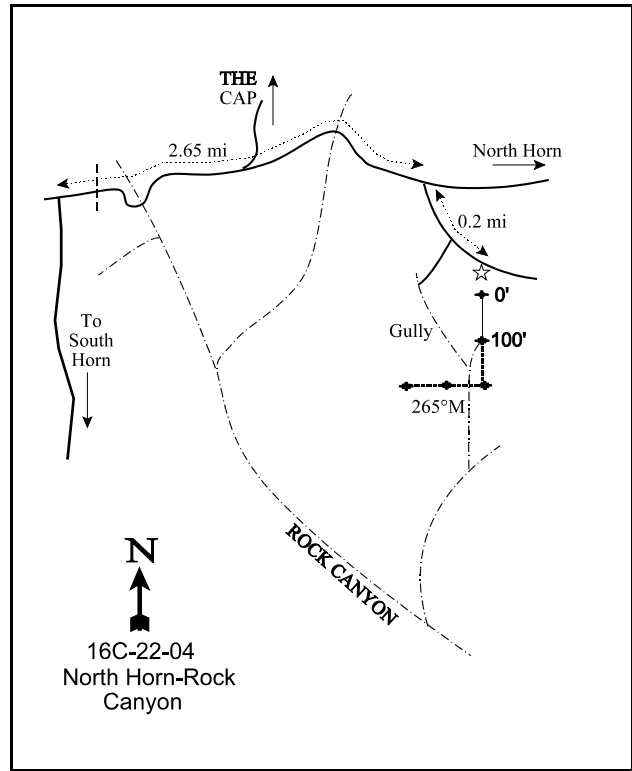 THE
CAP
2.65 mi
North Horn
0.2 mi
0'
To
South
Horn
Gully
100'
265°M
ROCK CANYON
N
16C-22-04
North Horn-Rock
Canyon